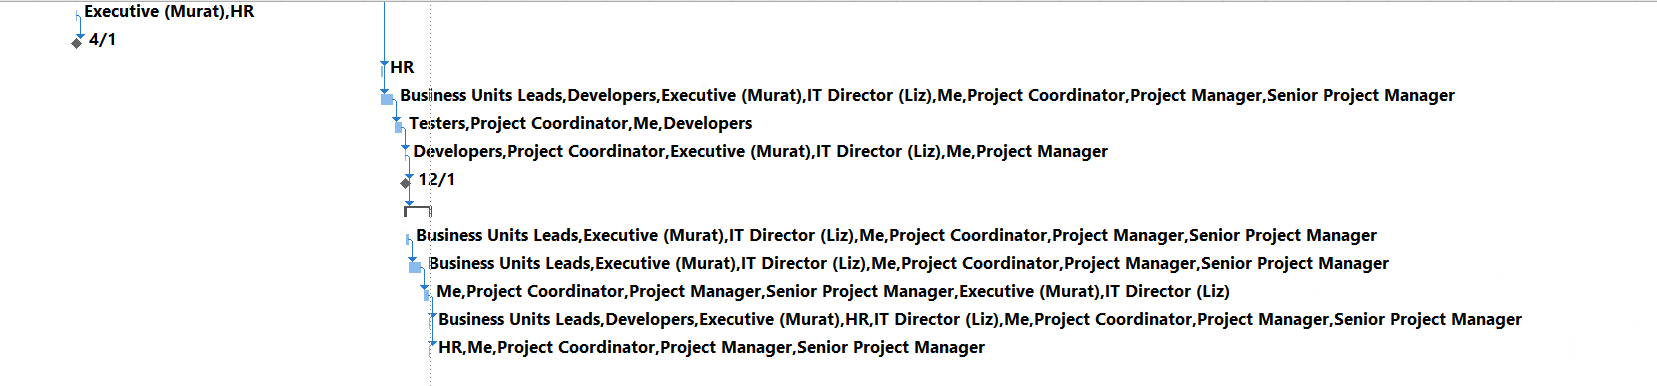 Executive (Murat),HR
4/1
HR
Business Units Leads,Developers,Executive (Murat),IT Director (Liz),Me,Project Coordinator,Project Manager,Senior Project Manager
Testers,Project Coordinator,Me,Developers
Developers,Project Coordinator,Executive (Murat),IT Director (Liz),Me,Project Manager
12/1
Business Units Leads,Executive (Murat),IT Director (Liz),Me,Project Coordinator,Project Manager,Senior Project Manager
Business Units Leads,Executive (Murat),IT Director (Liz),Me,Project Coordinator,Project Manager,Senior Project Manager
Me,Project Coordinator,Project Manager,Senior Project Manager,Executive (Murat),IT Director (Liz)
Business Units Leads,Developers,Executive (Murat),HR,IT Director (Liz),Me,Project Coordinator,Project Manager,Senior Project Manager
HR,Me,Project Coordinator,Project Manager,Senior Project Manager